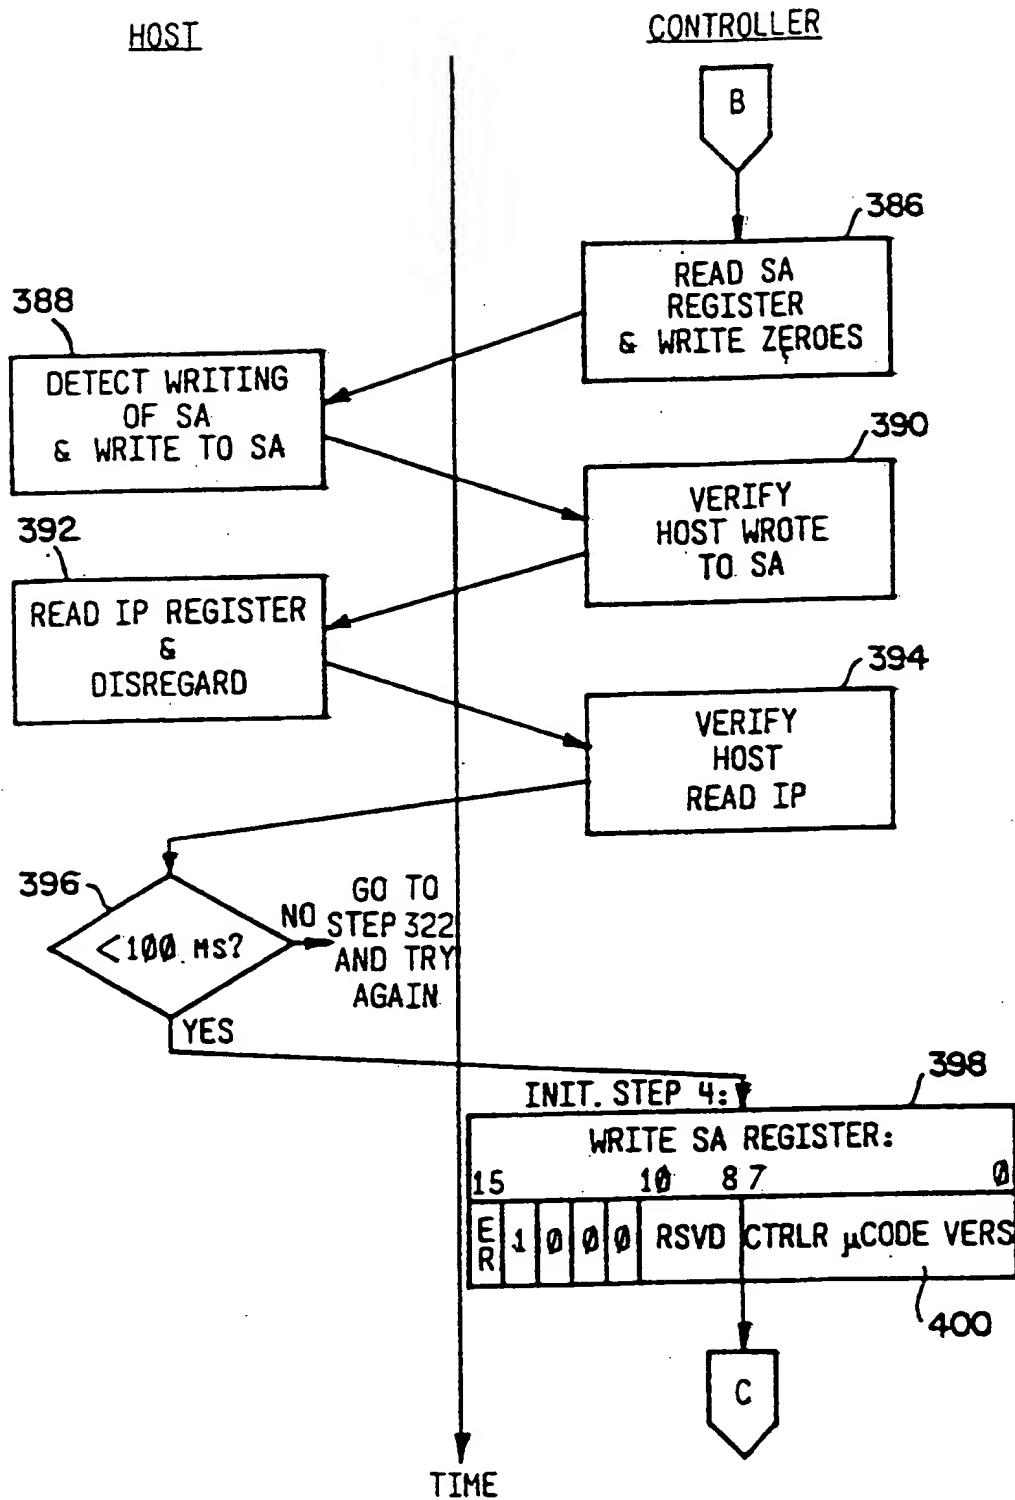 HOST
CONTROLLER
B
386
READ SA
REGISTER
& WRITE ZEROES
388
DETECT WRITING
OF SA
& WRITE TO SA
390
VERIFY
HOST WROTE
TO SA
392
READ IP REGISTER
&
DISREGARD
394
VERIFY
HOST
READ IP
396
<100 MS?
NO
GO TO
STEP 322
AND TRY
AGAIN
YES
398
INIT. STEP 4:
WRITE SA REGISTER:
15 10 8 7 0
ER 1 0 0 0 RSVD CTRLR µCODE VERS
400
C
TIME